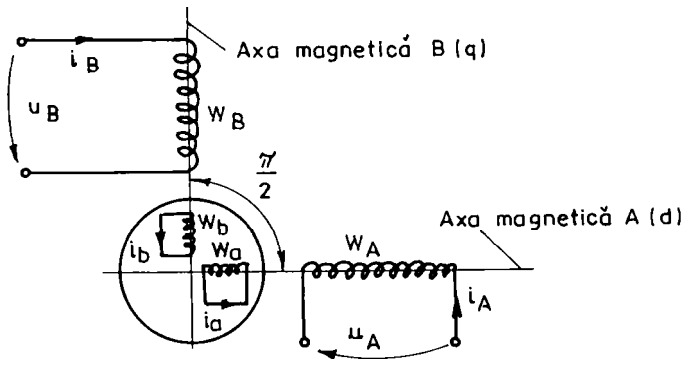 Axa magnetică B (q)
i_B
u_B
W_B
π/2
Axa magnetică A (d)
W_b
i_b
W_a
i_a
W_A
i_A
u_A